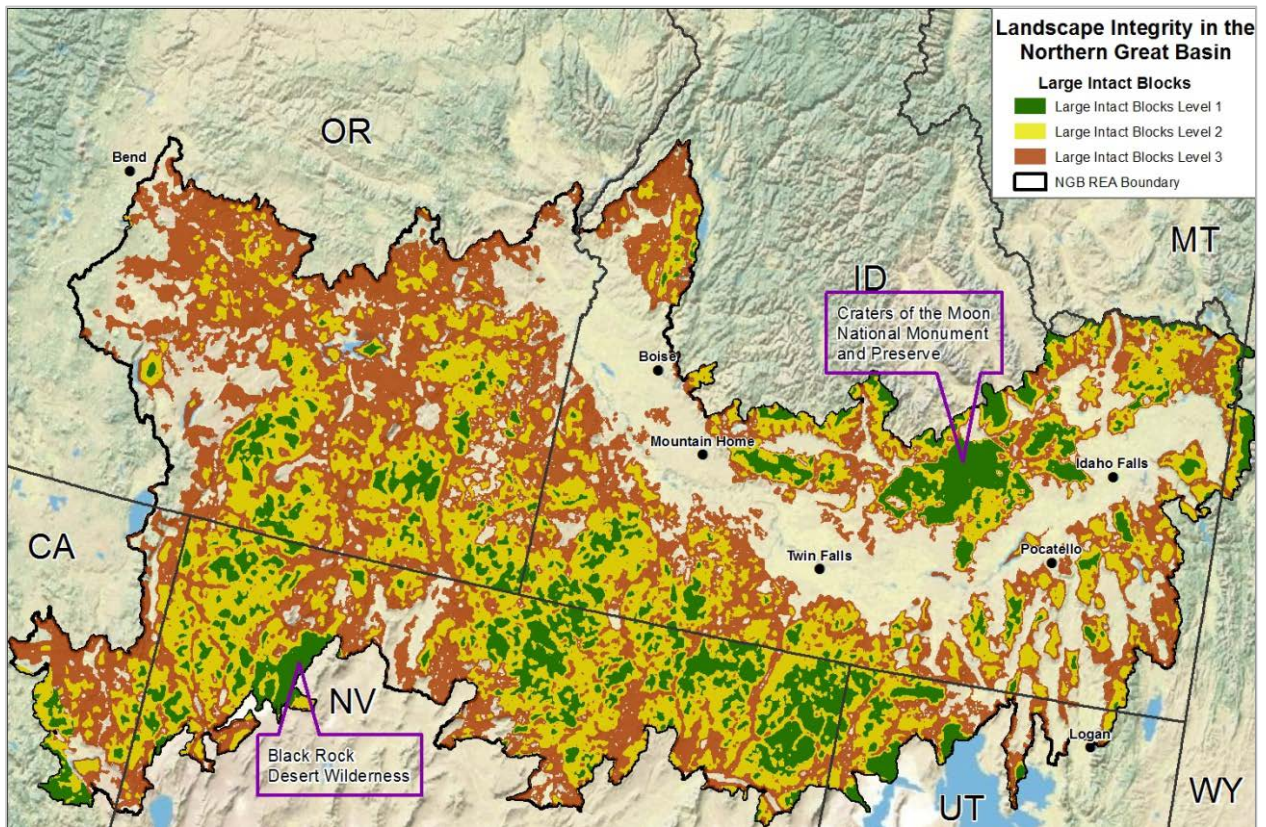 Landscape Integrity in the
Northern Great Basin
Large Intact Blocks
Large Intact Blocks Level 1
Large Intact Blocks Level 2
Large Intact Blocks Level 3
NGB REA Boundary
OR
Bend
MT
ID
Craters of the Moon
National Monument
and Preserve
Boise
Mountain Home
Idaho Falls
CA
Twin Falls
Pocatello
NV
Black Rock
Desert Wilderness
Logan
UT
WY